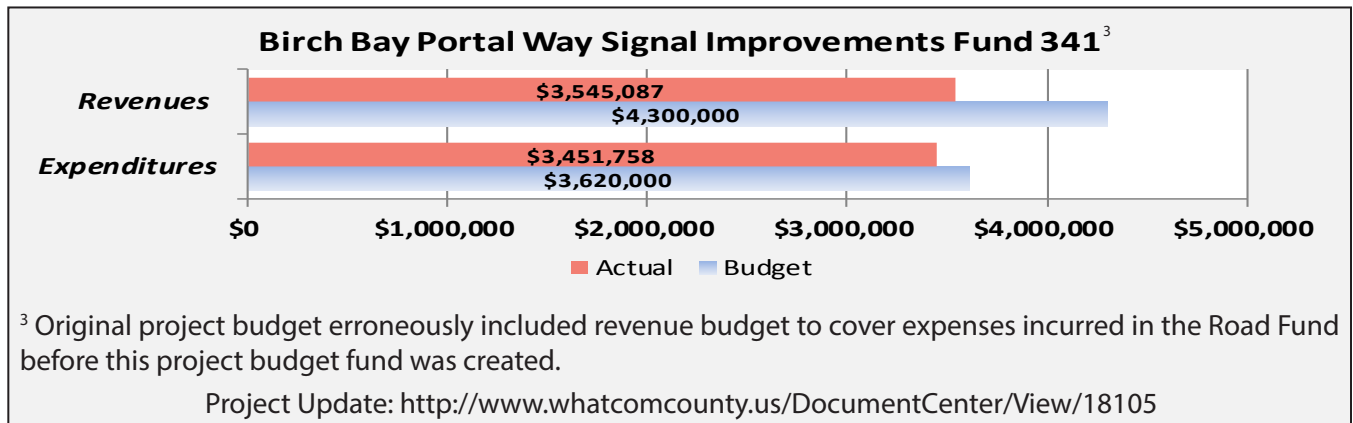 Birch Bay Portal Way Signal Improvements Fund 341³
Revenues
$3,545,087
$4,300,000
Expenditures
$3,451,758
$3,620,000
$0 $1,000,000 $2,000,000 $3,000,000 $4,000,000 $5,000,000
Actual Budget
³ Original project budget erroneously included revenue budget to cover expenses incurred in the Road Fund
before this project budget fund was created.
Project Update: http://www.whatcomcounty.us/DocumentCenter/View/18105